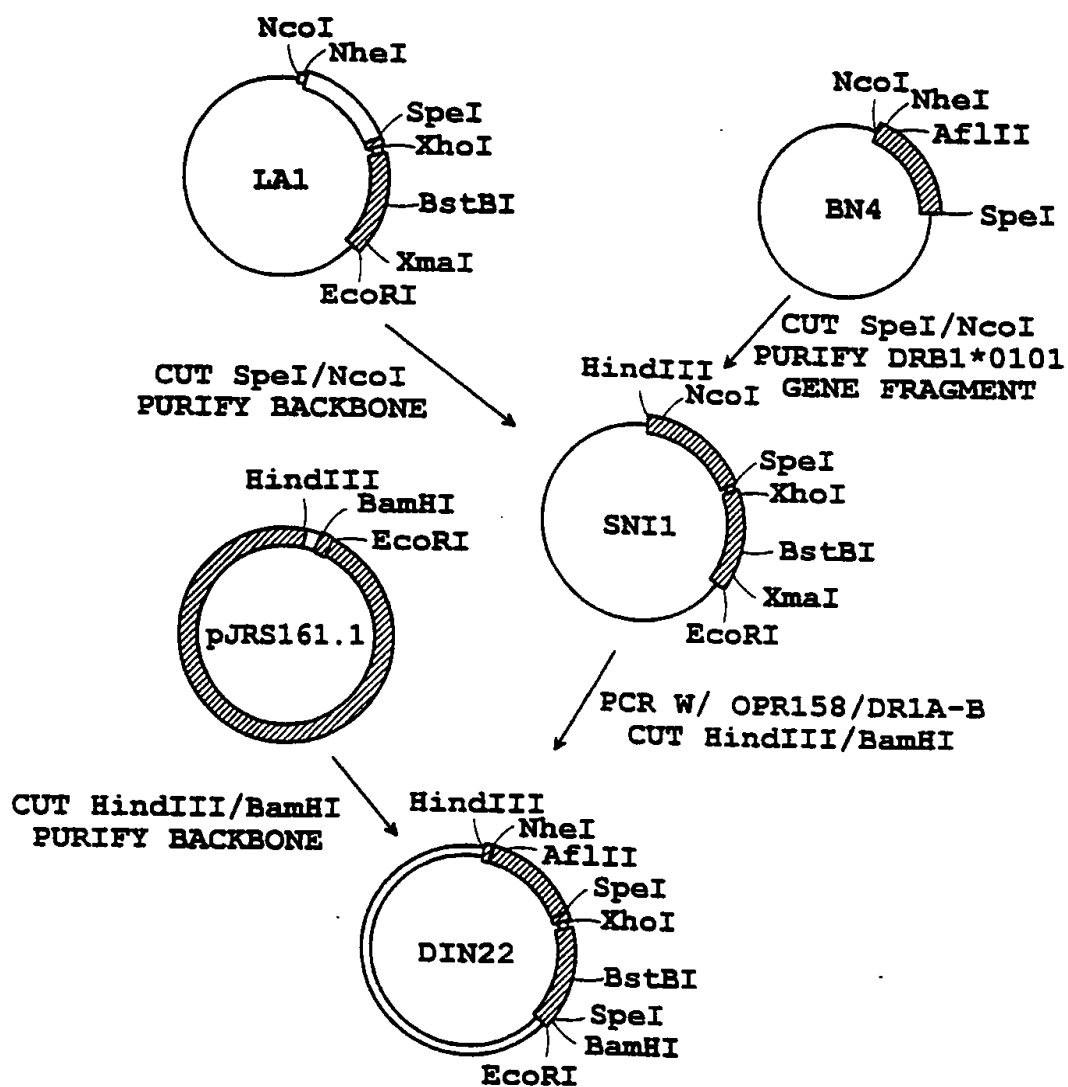 NcoI
NheI
SpeI
XhoI
LA1
BstBI
XmaI
EcoRI
NcoI
NheI
AflII
BN4
SpeI
CUT SpeI/NcoI
PURIFY BACKBONE
CUT SpeI/NcoI
PURIFY DRB1*0101
GENE FRAGMENT
HindIII
NcoI
SpeI
XhoI
SNI1
BstBI
XmaI
EcoRI
HindIII
BamHI
EcoRI
pJRS161.1
PCR W/ OPR158/DR1A-B
CUT HindIII/BamHI
CUT HindIII/BamHI
PURIFY BACKBONE
HindIII
NheI
AflII
SpeI
XhoI
DIN22
BstBI
SpeI
BamHI
EcoRI